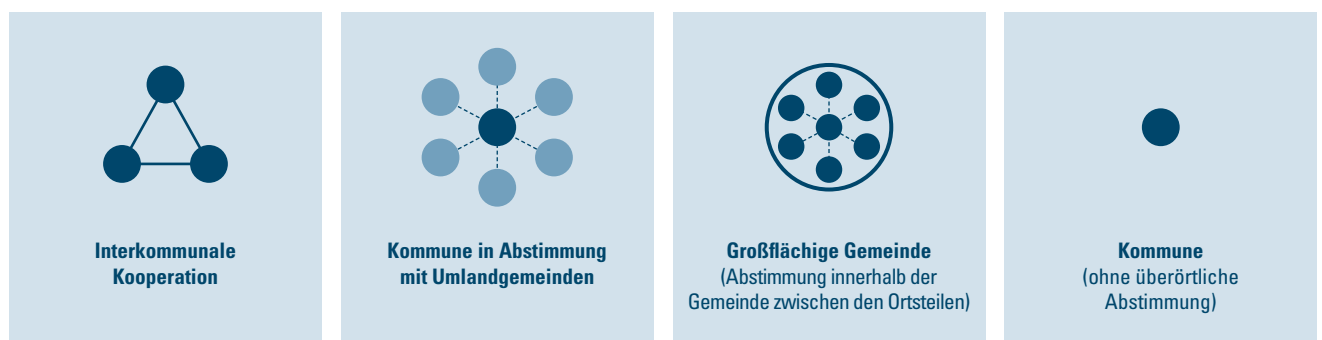 Interkommunale
Kooperation
Kommune in Abstimmung
mit Umlandgemeinden
Großflächige Gemeinde
(Abstimmung innerhalb der
Gemeinde zwischen den Ortsteilen)
Kommune
(ohne überörtliche
Abstimmung)